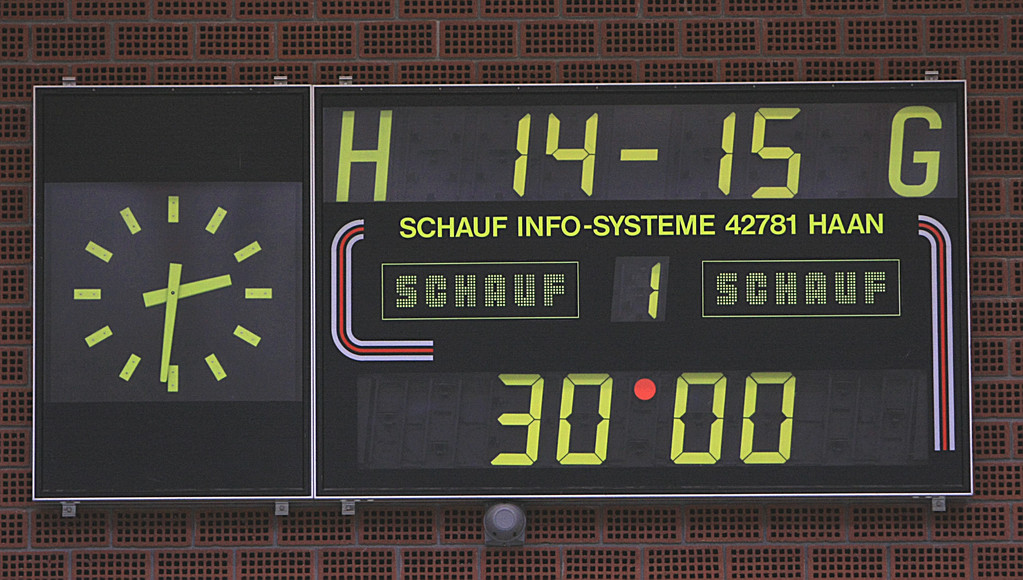 H 14-15 G
SCHAUF INFO-SYSTEME 42781 HAAN
SCHAUF 1 SCHAUF
30 00